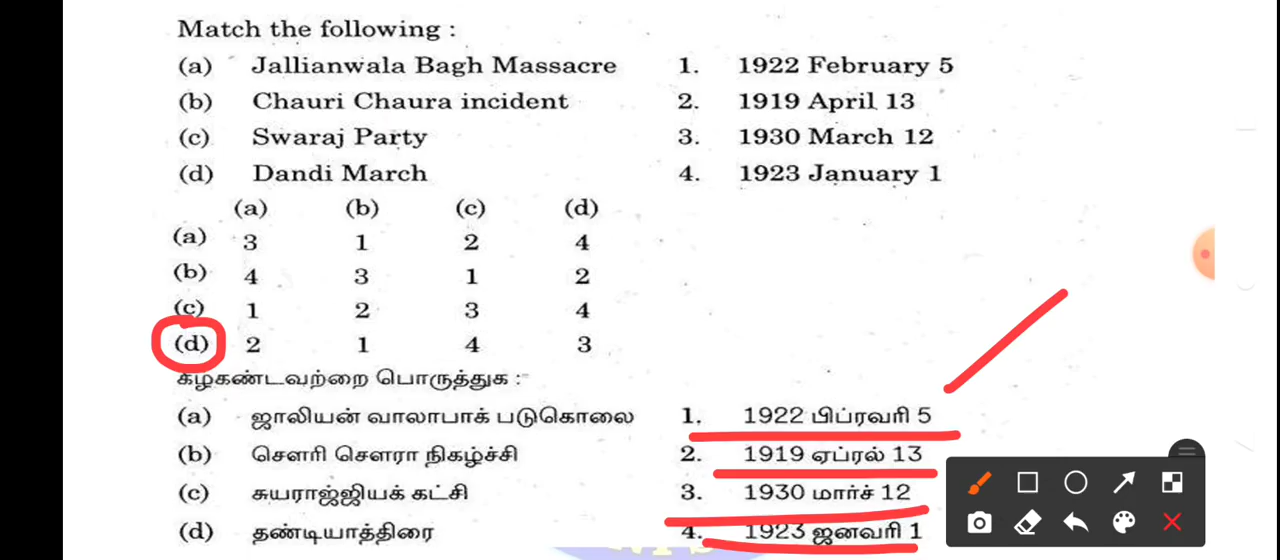 Match the following :
(a) Jallianwala Bagh Massacre 1. 1922 February 5
(b) Chauri Chaura incident 2. 1919 April 13
(c) Swaraj Party 3. 1930 March 12
(d) Dandi March 4. 1923 January 1
(a) (b) (c) (d)
(a) 3 1 2 4
(b) 4 3 1 2
(c) 1 2 3 4
(d) 2 1 4 3
கீழ்கண்டவற்றை பொருத்துக :
(a) ஜாலியன் வாலாபாக் படுகொலை 1. 1922 பிப்ரவரி 5
(b) சௌரி சௌரா நிகழ்ச்சி 2. 1919 ஏப்ரல் 13
(c) சுயராஜ்ஜியக் கட்சி 3. 1930 மார்ச் 12
(d) தண்டியாத்திரை 4. 1923 ஜனவரி 1